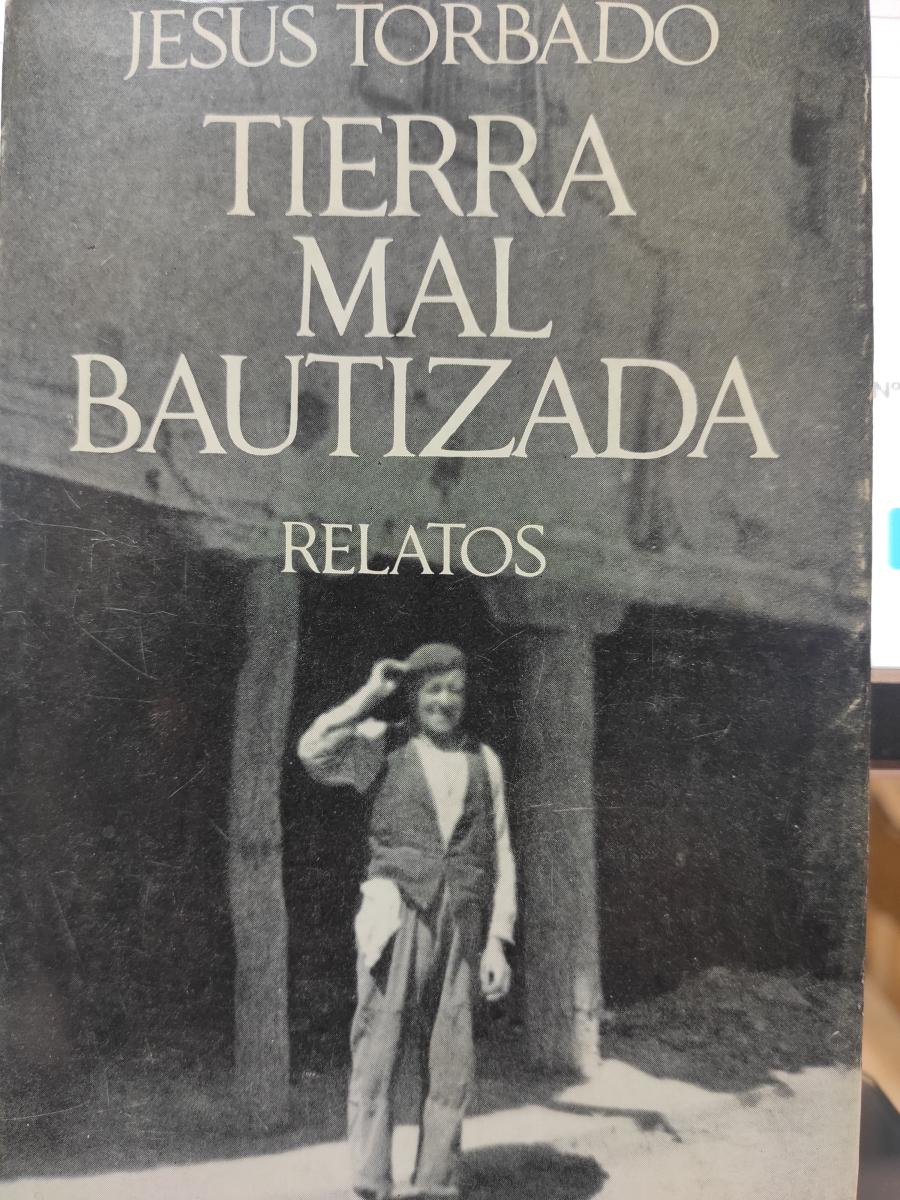 JESUS TORBADO
TIERRA
MAL
BAUTIZADA
RELATOS